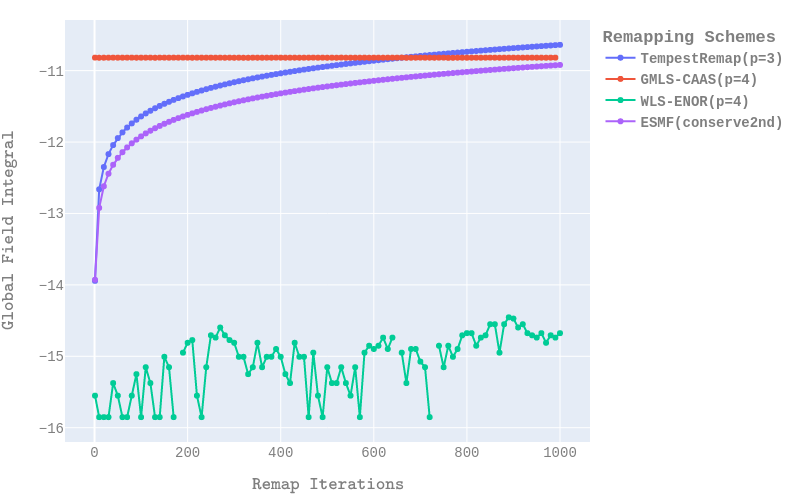 Remapping Schemes
TempestRemap(p=3)
GMLS-CAAS(p=4)
WLS-ENOR(p=4)
ESMF(conserve2nd)
Global Field Integral
−11
−12
−13
−14
−15
−16
0 200 400 600 800 1000
Remap Iterations